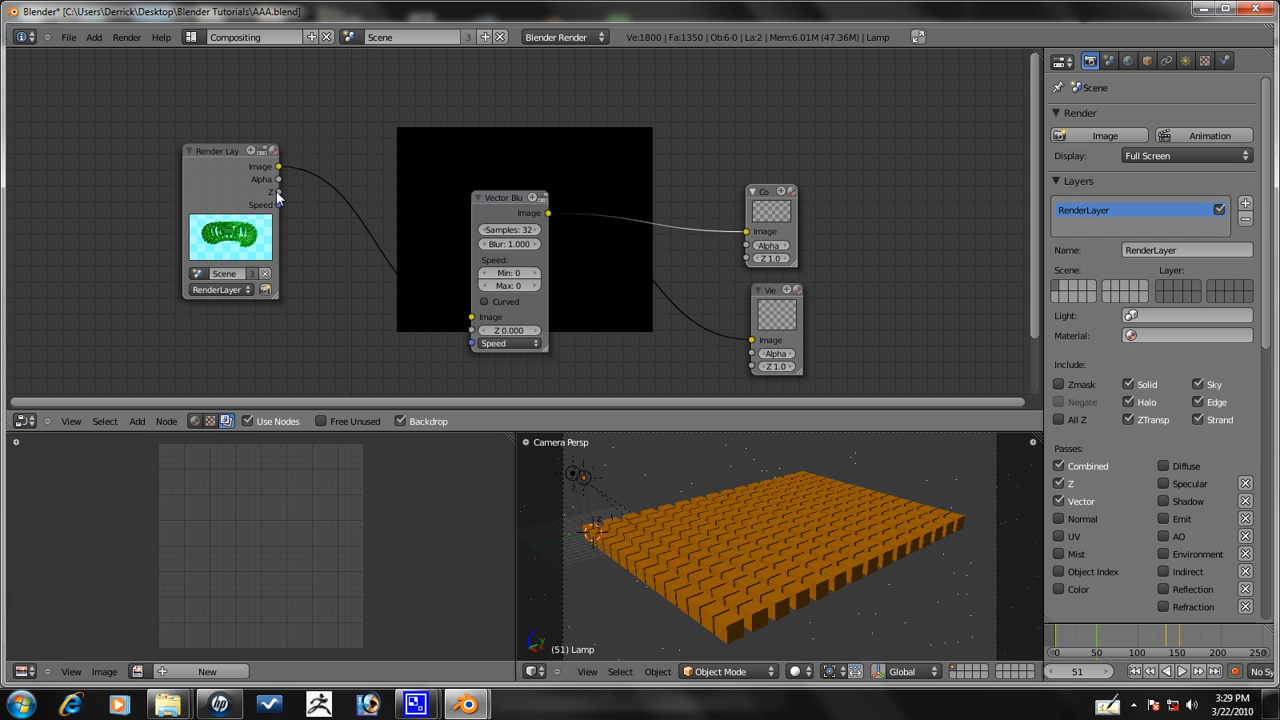 Blender* [C:\Users\Derrick\Desktop\Blender Tutorials\AAA.blend]
File Add Render Help Compositing Scene 3 Blender Render Ve:1800 | Fa:1350 | Ob:6-0 | La:2 | Mem:6.01M (47.36M) | Lamp
Scene
Render
Image Animation
Display: Full Screen
Layers
RenderLayer
Name: RenderLayer
Scene: Layer:
Light:
Material:
Include:
Zmask Solid Sky
Negate Halo Edge
All Z ZTransp Strand
Passes:
Combined Diffuse
Z Specular
Vector Shadow
Normal Emit
UV AO
Mist Environment
Object Index Indirect
Color Reflection
Refraction
Render Lay
Image
Alpha
Z
Speed
Scene 3
RenderLayer
Vector Blu
Image
Samples: 32
Blur: 1.000
Speed:
Min: 0
Max: 0
Curved
Image
Z 0.000
Speed
Co
Image
Alpha
Z 1.0
Vie
Image
Alpha
Z 1.0
View Select Add Node Use Nodes Free Unused Backdrop
Camera Persp
(51) Lamp
0 50 100 150 200 250
View Image New
View Select Object Object Mode Global
51 No Sy
3:29 PM
3/22/2010